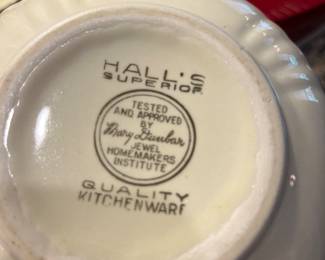 HALL'S
SUPERIOR
TESTED
AND APPROVED
BY
Mary Dunbar
JEWEL
HOMEMAKERS
INSTITUTE
QUALITY
KITCHENWARE